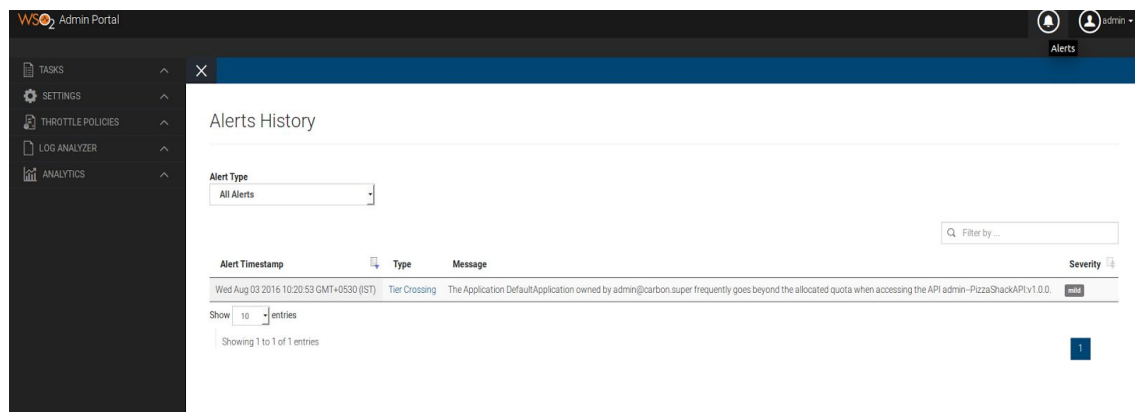 WSO2 Admin Portal
admin
Alerts
TASKS
SETTINGS
THROTTLE POLICIES
LOG ANALYZER
ANALYTICS
Alerts History
Alert Type
All Alerts
Filter by ...
Alert Timestamp Type Message Severity
Wed Aug 03 2016 10:20:53 GMT+0530 (IST) Tier Crossing The Application DefaultApplication owned by admin@carbon.super frequently goes beyond the allocated quota when accessing the API admin--PizzaShackAPI:v1.0.0. mild
Show 10 entries
Showing 1 to 1 of 1 entries
1